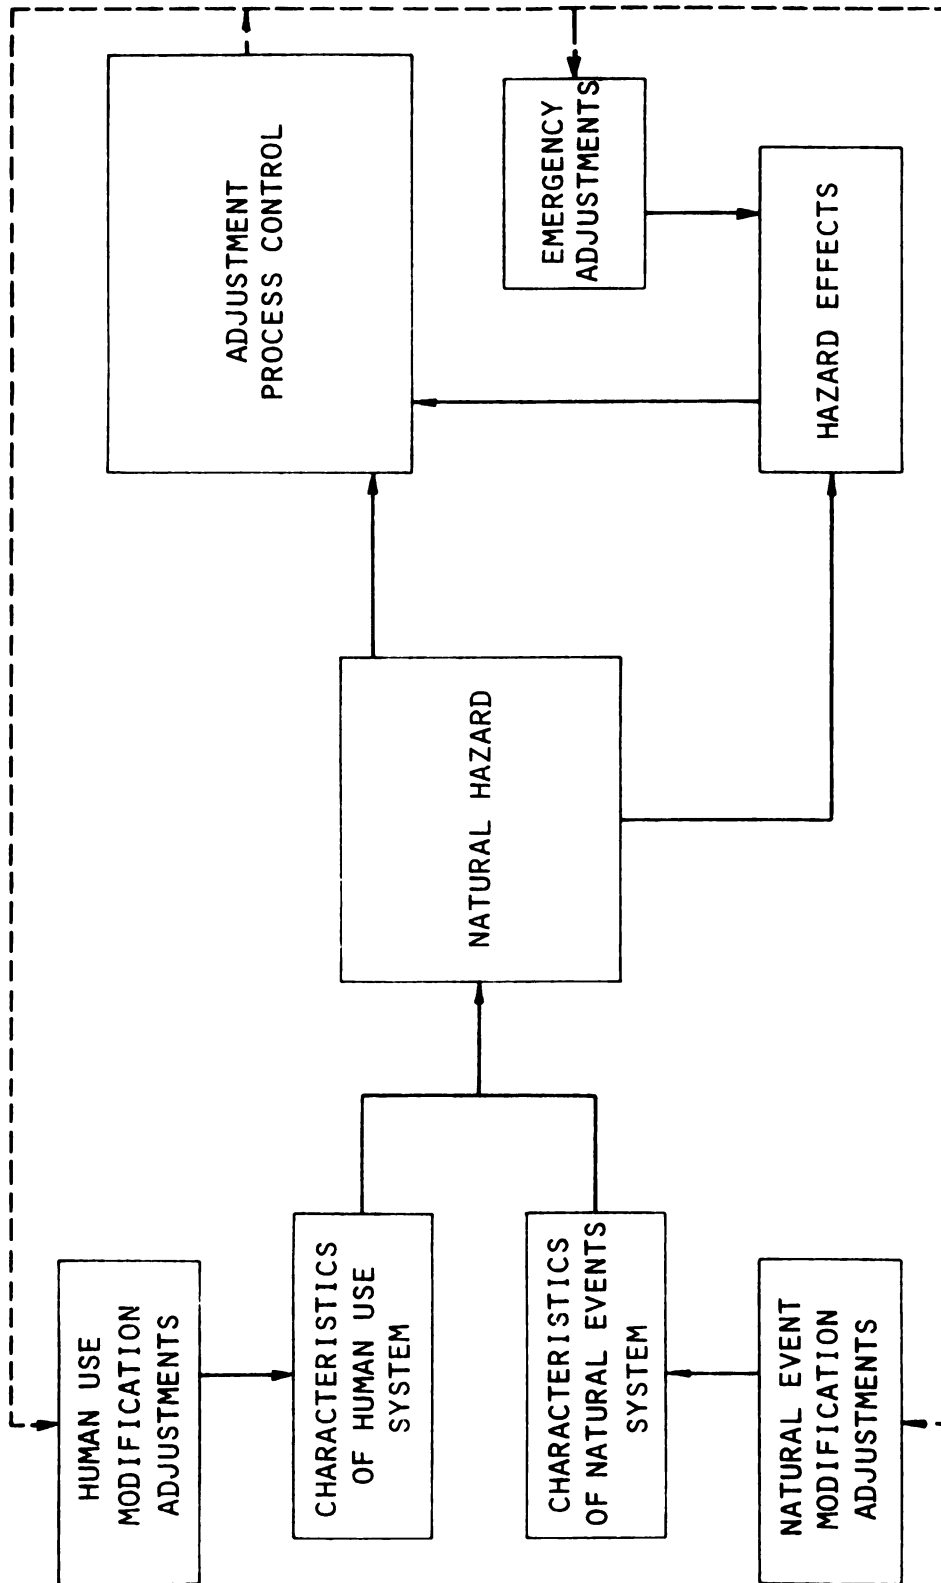 HUMAN USE
MODIFICATION
ADJUSTMENTS
CHARACTERISTICS
OF HUMAN USE
SYSTEM
CHARACTERISTICS
OF NATURAL EVENTS
SYSTEM
NATURAL EVENT
MODIFICATION
ADJUSTMENTS
NATURAL HAZARD
ADJUSTMENT
PROCESS CONTROL
EMERGENCY
ADJUSTMENTS
HAZARD EFFECTS